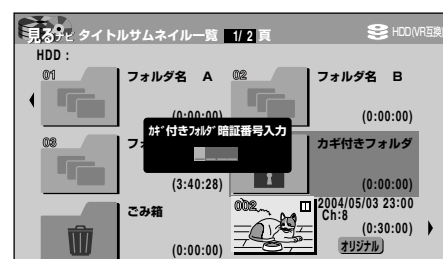 見るナビ タイトルサムネイル一覧 1/ 2 頁 HDD(VR互換)
HDD :
01 フォルダ名 A (0:00:00)
02 フォルダ名 B (0:00:00)
カギ付きフォルダ暗証番号入力
03 フ (3:40:28)
カギ付きフォルダ (0:00:00)
ごみ箱 (0:00:00)
002 2004/05/03 23:00
Ch:8
(0:30:00)
オリジナル